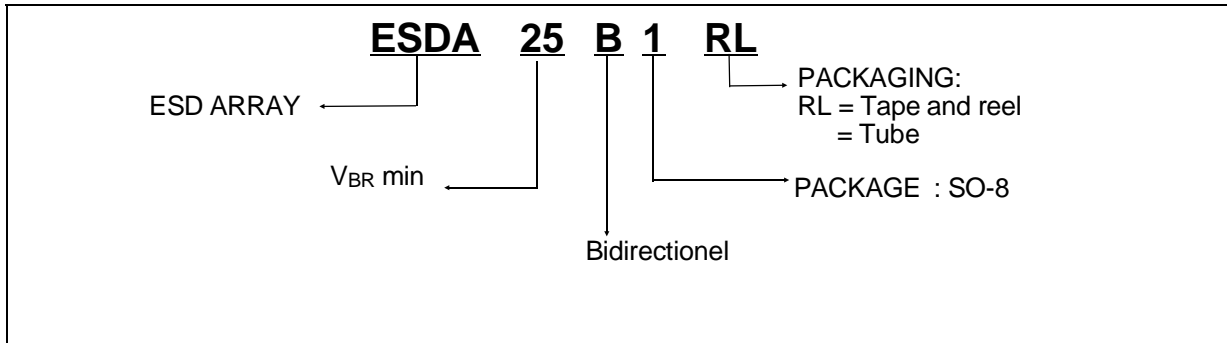 ESDA 25 B 1 RL
PACKAGING:
ESD ARRAY
RL = Tape and reel
= Tube
VBR min
PACKAGE : SO-8
Bidirectionel